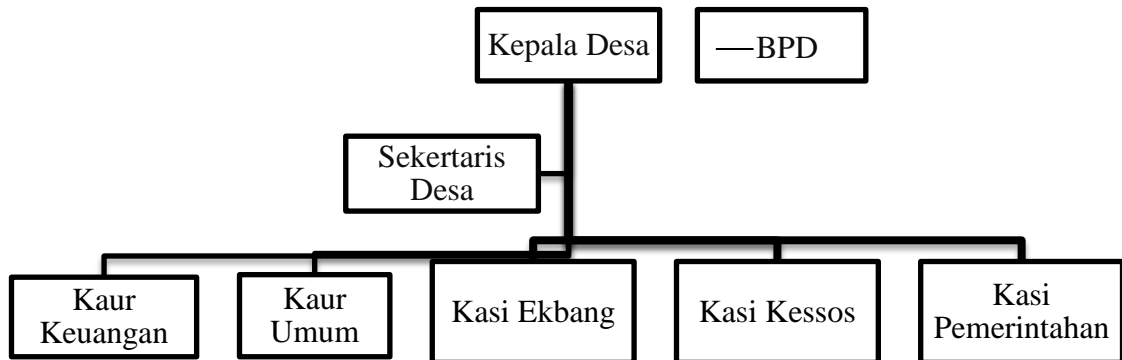 Kepala Desa
—BPD
Sekertaris
Desa
Kaur
Keuangan
Kaur
Umum
Kasi Ekbang
Kasi Kessos
Kasi
Pemerintahan